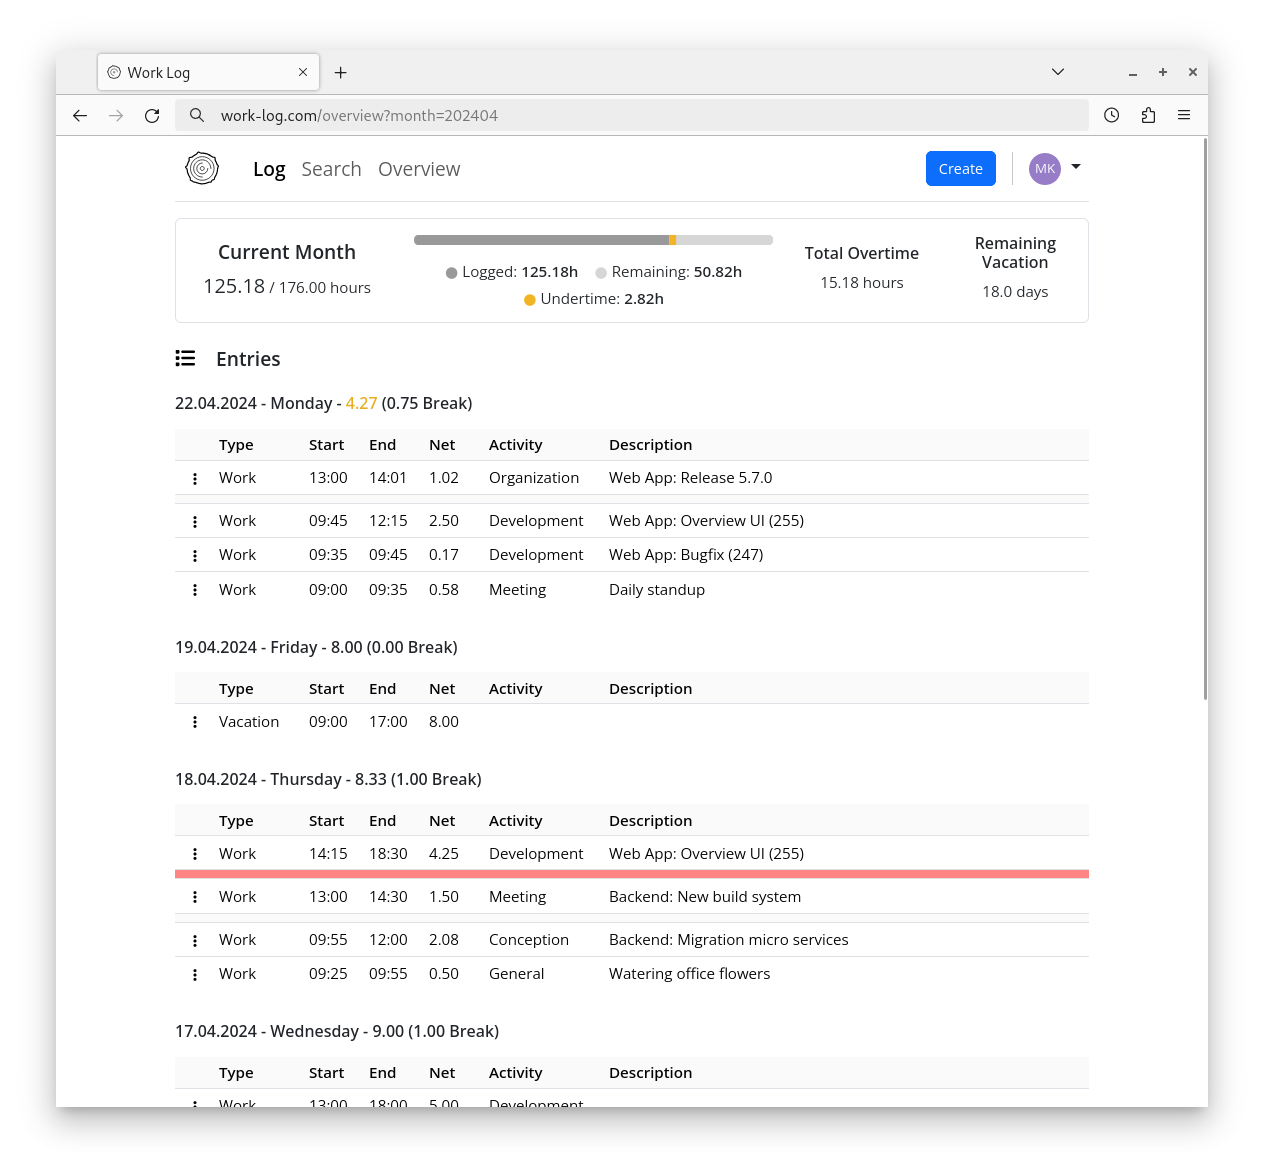 Work Log
work-log.com/overview?month=202404
Log Search Overview Create MK
Current Month
125.18 / 176.00 hours
Logged: 125.18h Remaining: 50.82h
Undertime: 2.82h
Total Overtime
15.18 hours
Remaining
Vacation
18.0 days
Entries
22.04.2024 - Monday - 4.27 (0.75 Break)
Type Start End Net Activity Description
Work 13:00 14:01 1.02 Organization Web App: Release 5.7.0
Work 09:45 12:15 2.50 Development Web App: Overview UI (255)
Work 09:35 09:45 0.17 Development Web App: Bugfix (247)
Work 09:00 09:35 0.58 Meeting Daily standup
19.04.2024 - Friday - 8.00 (0.00 Break)
Type Start End Net Activity Description
Vacation 09:00 17:00 8.00
18.04.2024 - Thursday - 8.33 (1.00 Break)
Type Start End Net Activity Description
Work 14:15 18:30 4.25 Development Web App: Overview UI (255)
Work 13:00 14:30 1.50 Meeting Backend: New build system
Work 09:55 12:00 2.08 Conception Backend: Migration micro services
Work 09:25 09:55 0.50 General Watering office flowers
17.04.2024 - Wednesday - 9.00 (1.00 Break)
Type Start End Net Activity Description
Work 13:00 18:00 5.00 Development